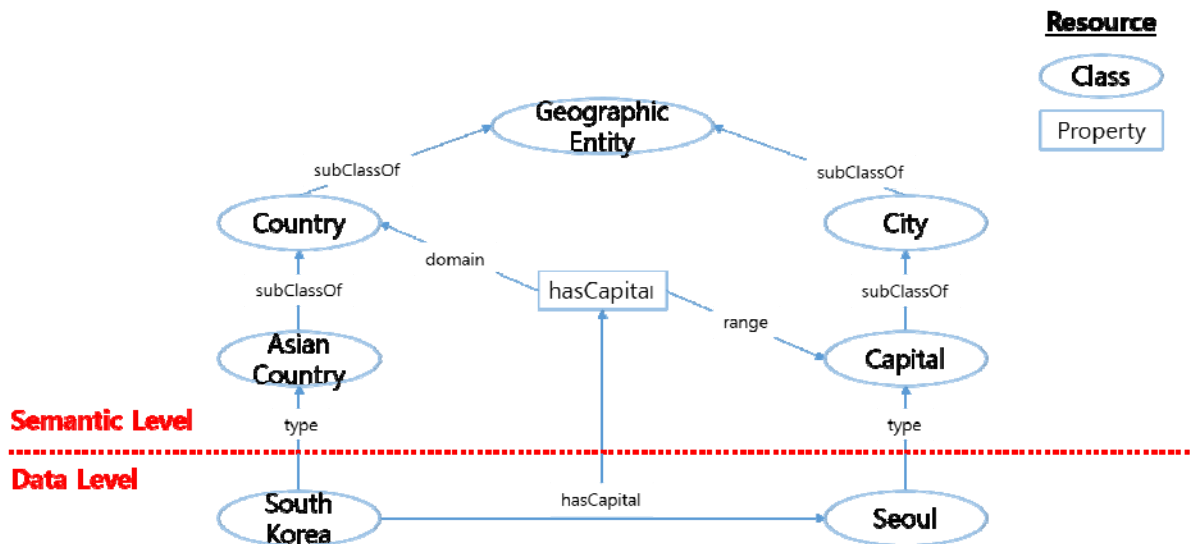 Resource
Class
Property
Geographic
Entity
subClassOf
subClassOf
Country
City
domain
hasCapital
subClassOf
subClassOf
range
Asian
Country
Capital
Semantic Level
type
type
Data Level
South
Korea
hasCapital
Seoul